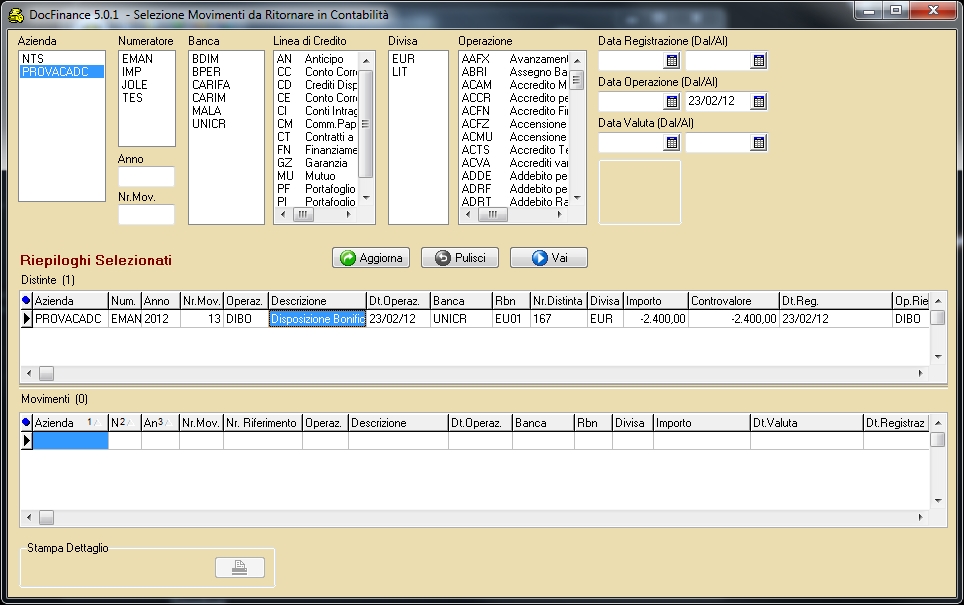 DocFinance 5.0.1 - Selezione Movimenti da Ritornare in Contabilità
Azienda
NTS
PROVACADC
Numeratore
EMAN
IMP
JOLE
TES
Anno
Nr.Mov.
Banca
BDIM
BPER
CARIFA
CARIM
MALA
UNICR
Linea di Credito
AN Anticipo
CC Conto Corre
CD Crediti Disp
CE Conto Corre
CI Conti Intrag
CM Comm.Pap
CT Contratti a
FN Finanziame
GZ Garanzia
MU Mutuo
PF Portafoglio
PI Portafoglio
Divisa
EUR
LIT
Operazione
AAFX Avanzament
ABRI Assegno Ba
ACAM Accredito M
ACCR Accredito pe
ACFN Accredito Fi
ACFZ Accensione
ACMU Accensione
ACTS Accredito Te
ACVA Accrediti vari
ADDE Addebito pe
ADRF Addebito pe
ADRT Addebito Ra
Data Registrazione (Dal/Al)
Data Operazione (Dal/Al)
23/02/12
Data Valuta (Dal/Al)
Riepiloghi Selezionati
Aggiorna Pulisci Vai
Distinte (1)
Azienda Num. Anno Nr.Mov. Operaz. Descrizione Dt.Operaz. Banca Rbn Nr.Distinta Divisa Importo Controvalore Dt.Reg. Op.Rie
PROVACADC EMAN 2012 13 DIBO Disposizione Bonific 23/02/12 UNICR EU01 167 EUR -2.400,00 -2.400,00 23/02/12 DIBO
Movimenti (0)
Azienda 1 N2 An3 Nr.Mov. Nr. Riferimento Operaz. Descrizione Dt.Operaz. Banca Rbn Divisa Importo Dt.Valuta Dt.Registraz
Stampa Dettaglio